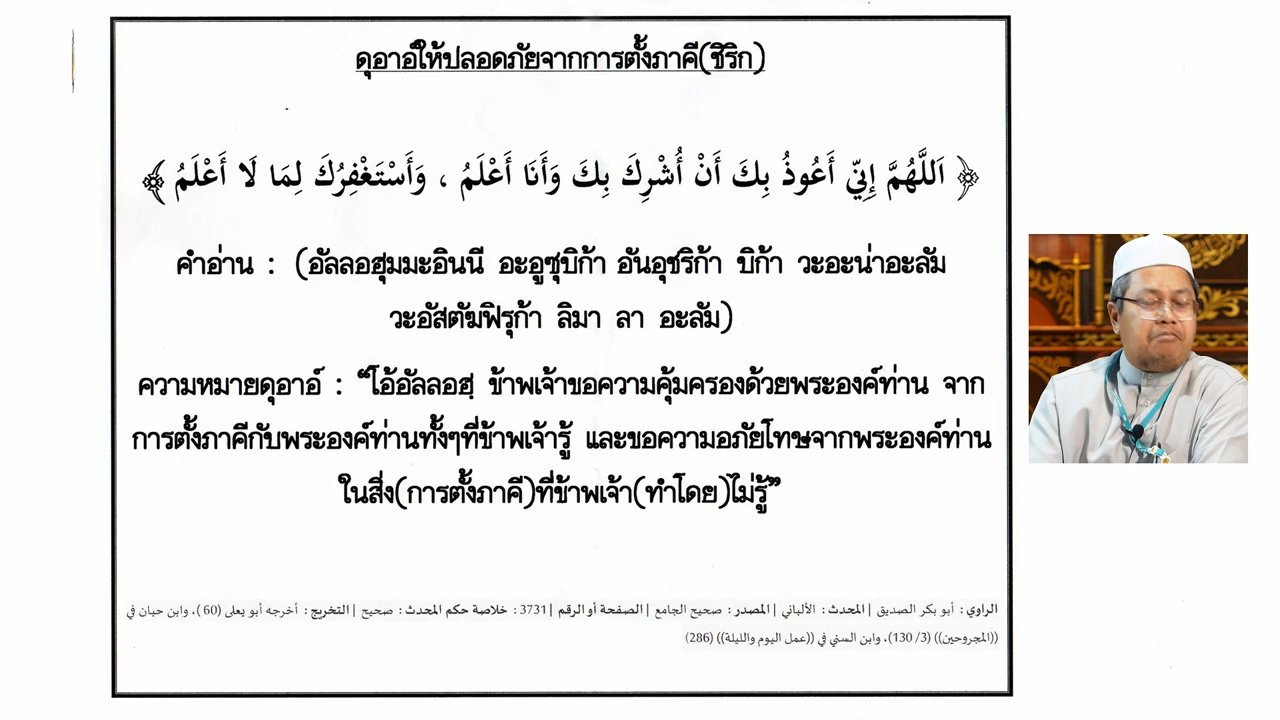 ดุอาอ์ให้ปลอดภัยจากการตั้งภาคี(ชิริก)
﴿ اَللَّهُمَّ إِنِّي أَعُوذُ بِكَ أَنْ أُشْرِكَ بِكَ وَأَنَا أَعْلَمُ ، وَأَسْتَغْفِرُكَ لِمَا لَا أَعْلَمُ ﴾
คำอ่าน : (อัลลอฮุมมะอินนี อะอูซุบิก้า อันอุชริก้า บิก้า วะอะน่าอะลัม
วะอัสตัฆฟิรุก้า ลิมา ลา อะลัม)
ความหมายดุอาอ์ : “โอ้อัลลอฮฺ ข้าพเจ้าขอความคุ้มครองด้วยพระองค์ท่าน จาก
การตั้งภาคีกับพระองค์ท่านทั้งๆที่ข้าพเจ้ารู้ และขอความอภัยโทษจากพระองค์ท่าน
ในสิ่ง(การตั้งภาคี)ที่ข้าพเจ้า(ทำโดย)ไม่รู้”
الراوي : أبو بكر الصديق | المحدث : الألباني | المصدر : صحيح الجامع | الصفحة أو الرقم | 3731 : خلاصة حكم المحدث : صحيح | التخريج : أخرجه أبو يعلى (60)، وابن حبان في
((المجروحين)) (3/ 130)، وابن السني في ((عمل اليوم والليلة)) (286)